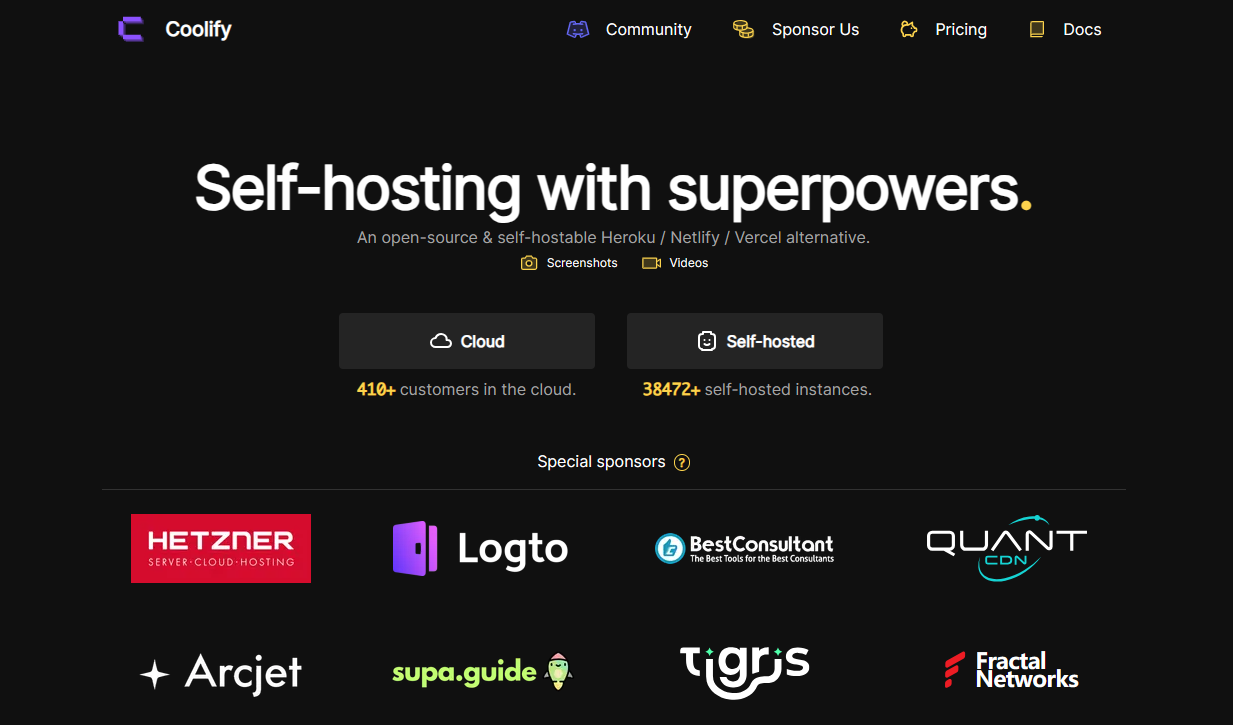 Coolify
Community
Sponsor Us
Pricing
Docs
Self-hosting with superpowers.
An open-source & self-hostable Heroku / Netlify / Vercel alternative.
Screenshots
Videos
Cloud
Self-hosted
410+ customers in the cloud.
38472+ self-hosted instances.
Special sponsors ?
HETZNER
SERVER·CLOUD·HOSTING
Logto
BestConsultant
The Best Tools for the Best Consultants
QUANT
CDN
Arcjet
supa.guide
tigris
Fractal
Networks